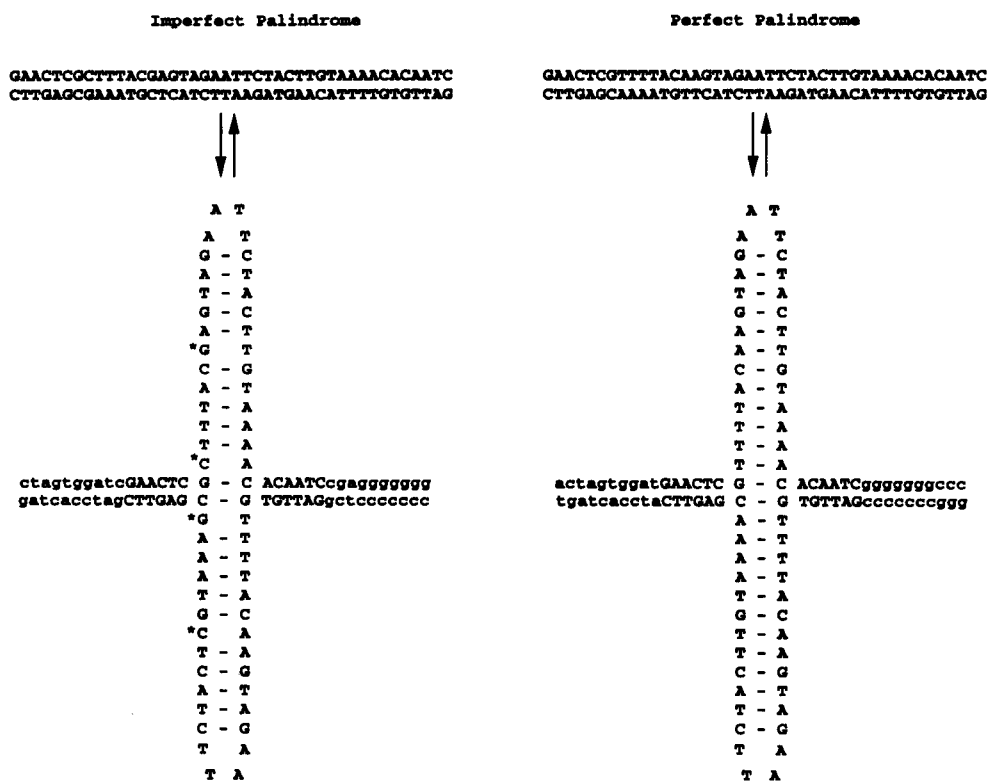 Imperfect Palindrome
GAACTCGCTTTACGAGTAGAATTCTACTTGTAAAACACAATC
CTTGAGCGAAATGCTCATCTTAAGATGAACATTTTGTGTTAG
A T
A T
G - C
A - T
T - A
G - C
A - T
*G T
C - G
A - T
T - A
T - A
T - A
*C A
ctagtggatcGAACTC G - C ACAATCcgaggggggg
gatcacctagCTTGAG C - G TGTTAGgctccccccc
*G T
A - T
A - T
A - T
T - A
G - C
*C A
T - A
C - G
A - T
T - A
C - G
T A
T A
Perfect Palindrome
GAACTCGTTTTACAAGTAGAATTCTACTTGTAAAACACAATC
CTTGAGCAAAATGTTCATCTTAAGATGAACATTTTGTGTTAG
A T
A T
G - C
A - T
T - A
G - C
A - T
A - T
C - G
A - T
T - A
T - A
T - A
T - A
actagtggatGAACTC G - C ACAATCgggggggccc
tgatcacctaCTTGAG C - G TGTTAGcccccccggg
A - T
A - T
A - T
A - T
T - A
G - C
T - A
T - A
C - G
A - T
T - A
C - G
T A
T A